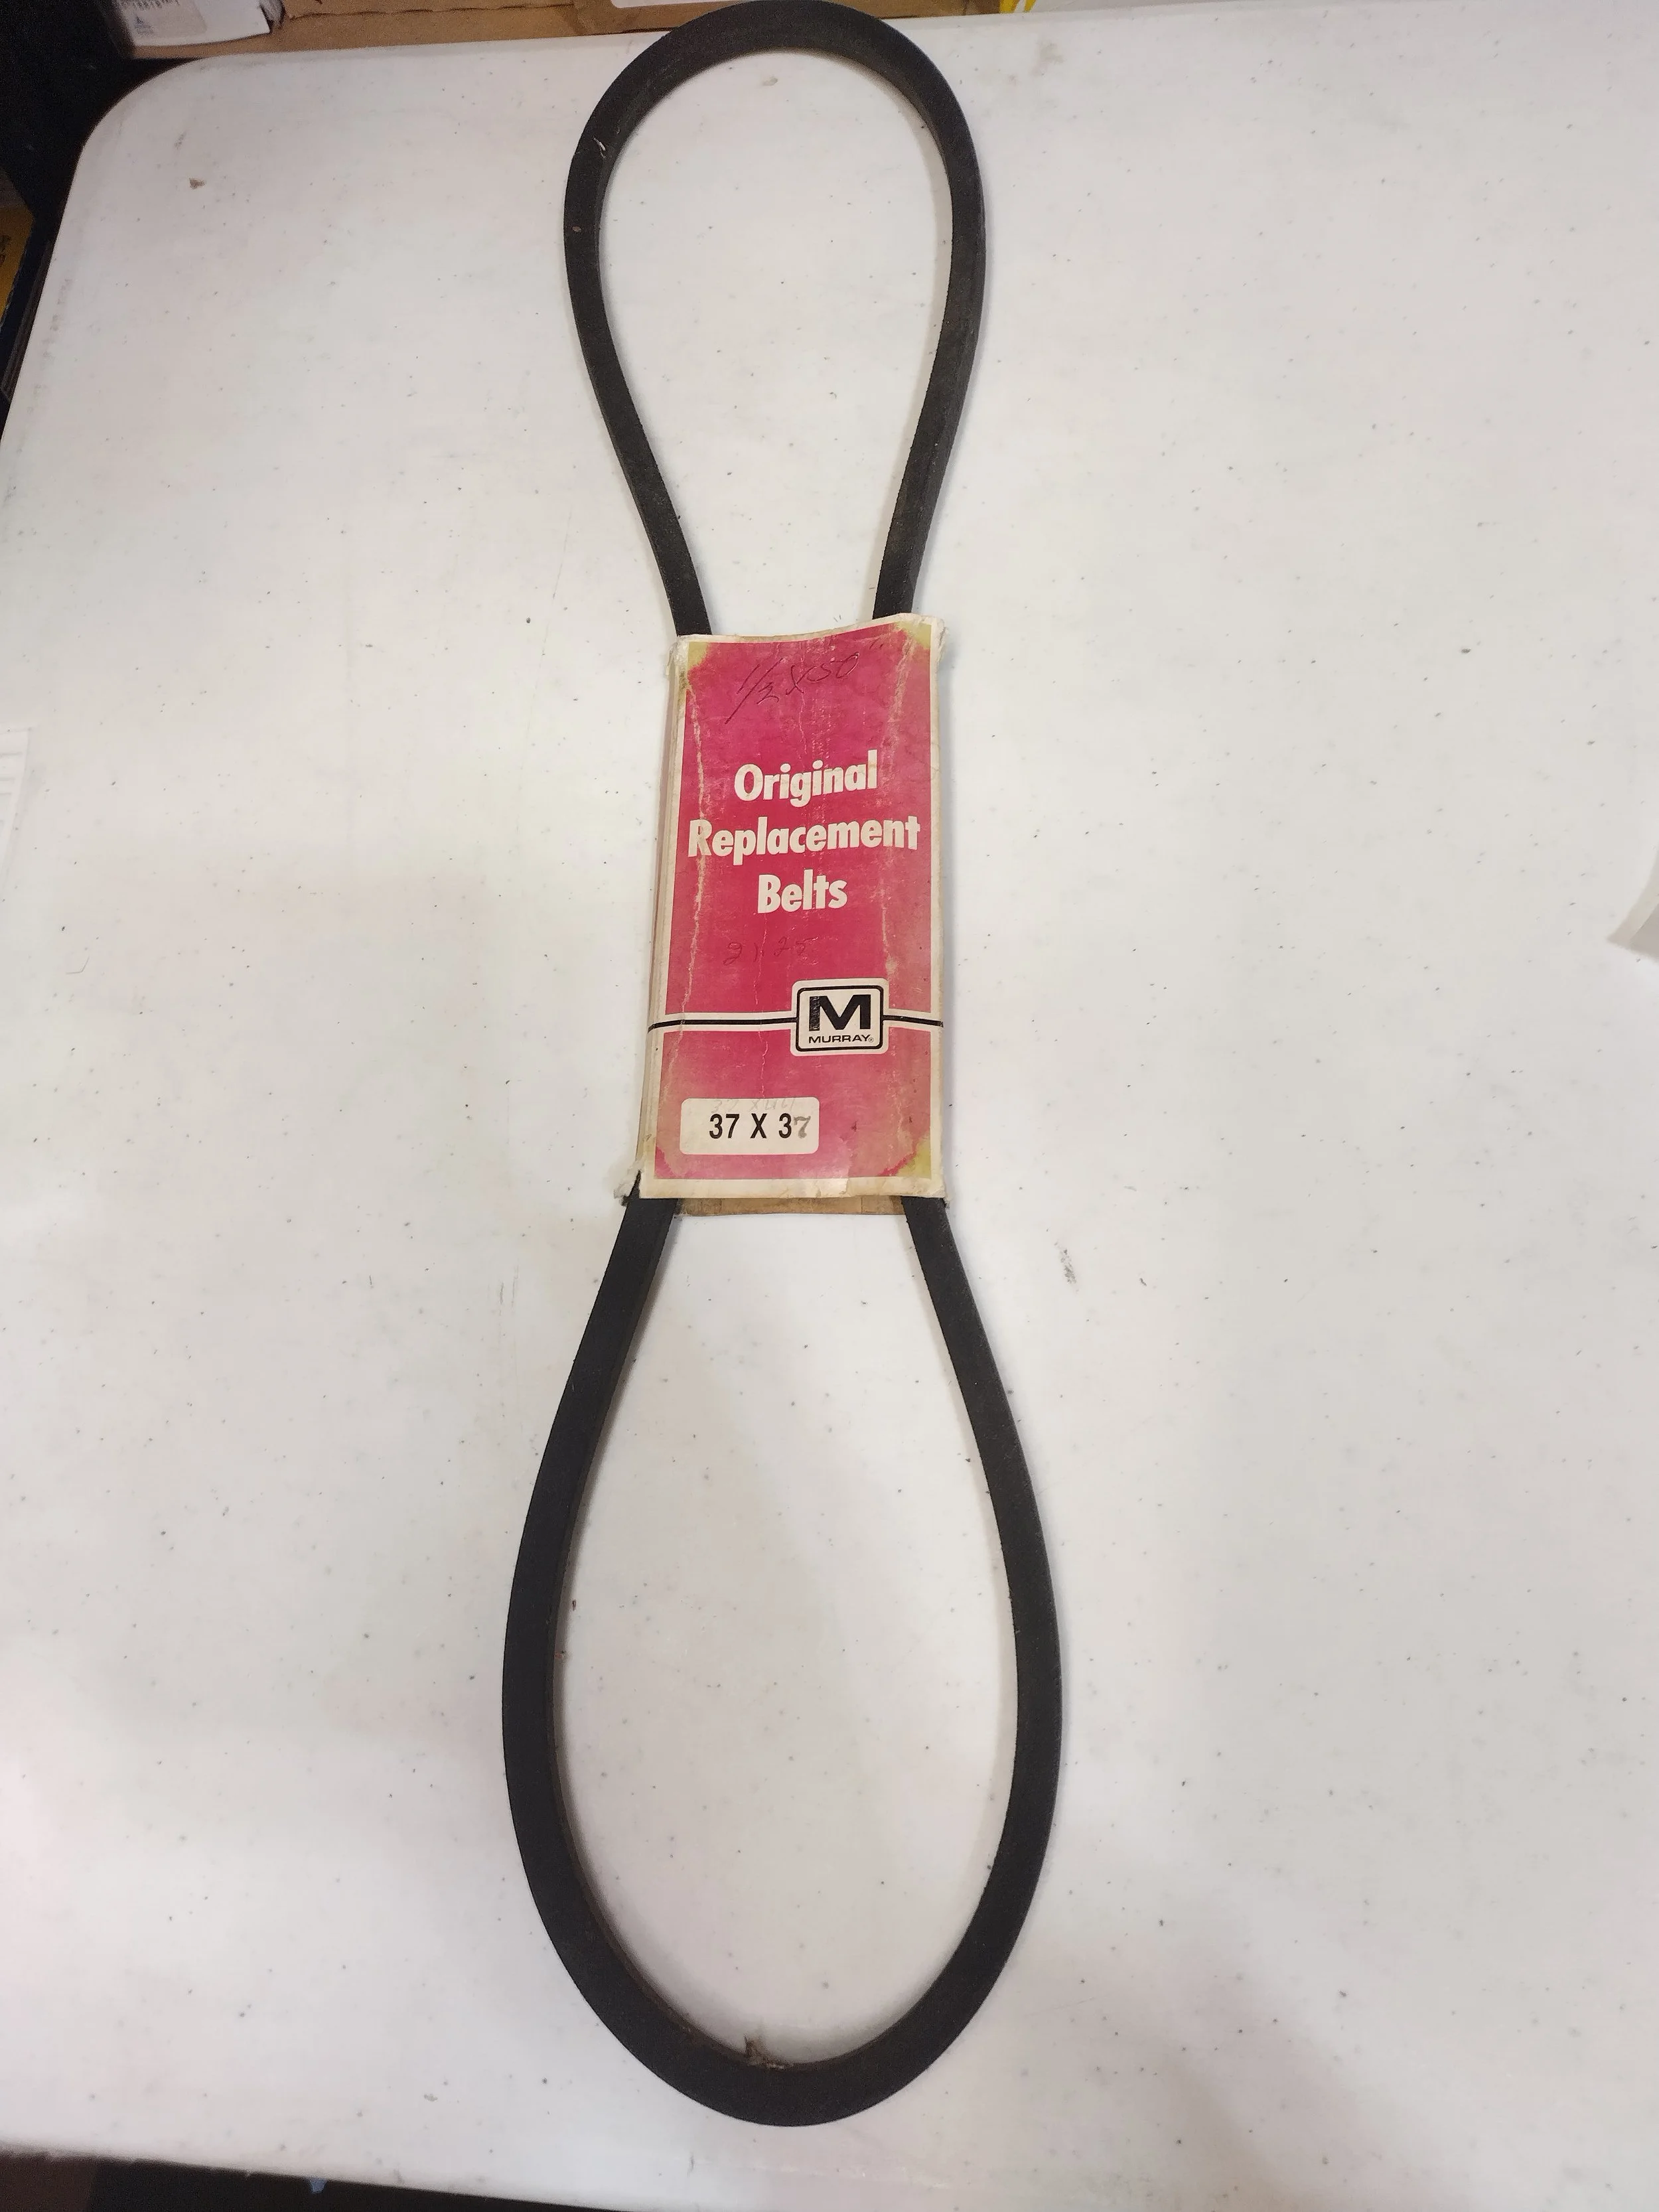 1/2 X 50"
Original
Replacement
Belts
M
MURRAY®
37 X 37